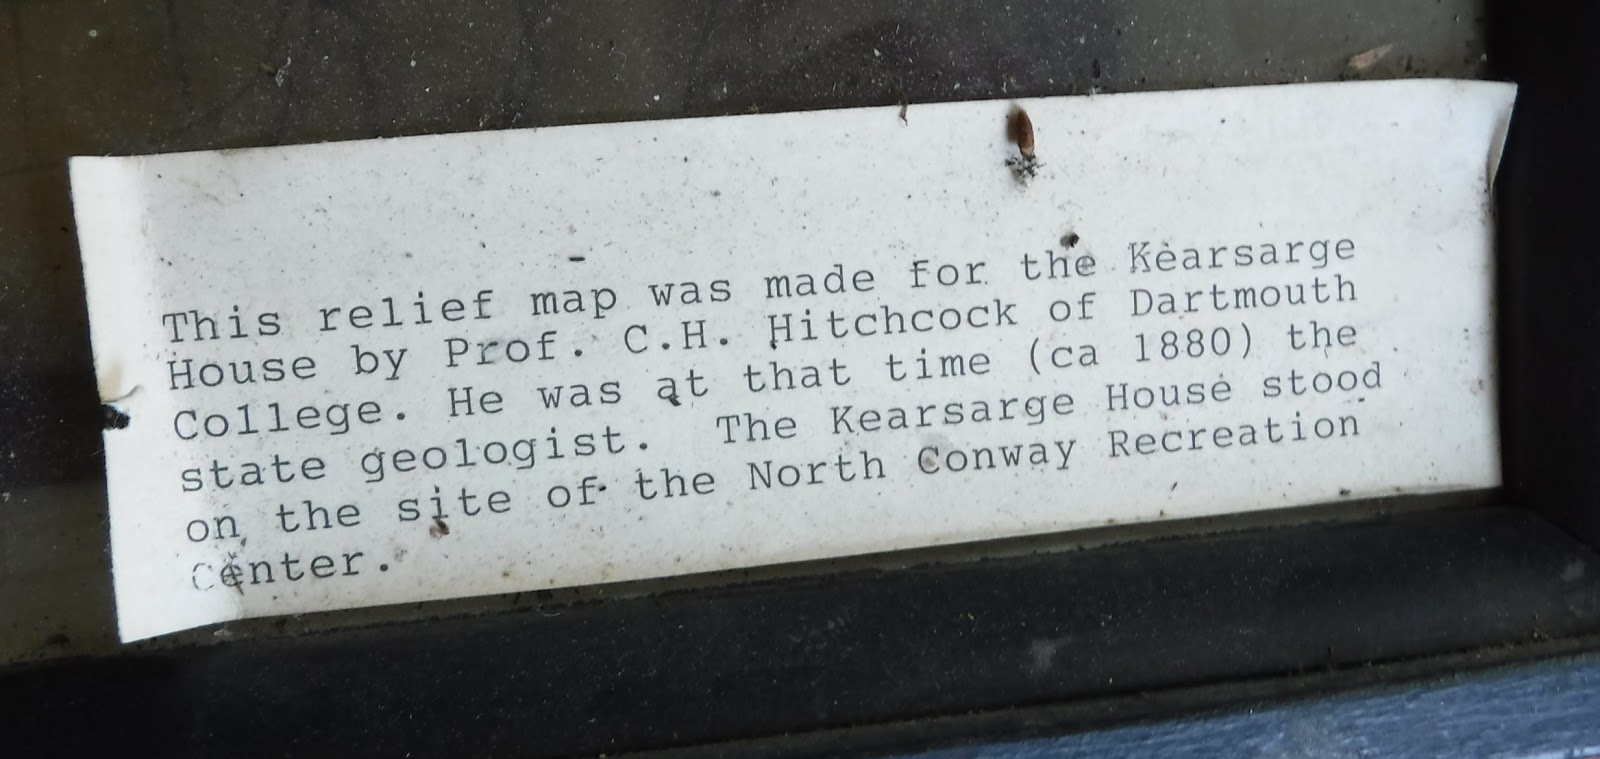 This relief map was made for the Kearsarge
House by Prof. C.H. Hitchcock of Dartmouth
College. He was at that time (ca 1880) the
state geologist.  The Kearsarge House stood
on the site of the North Conway Recreation
Center.